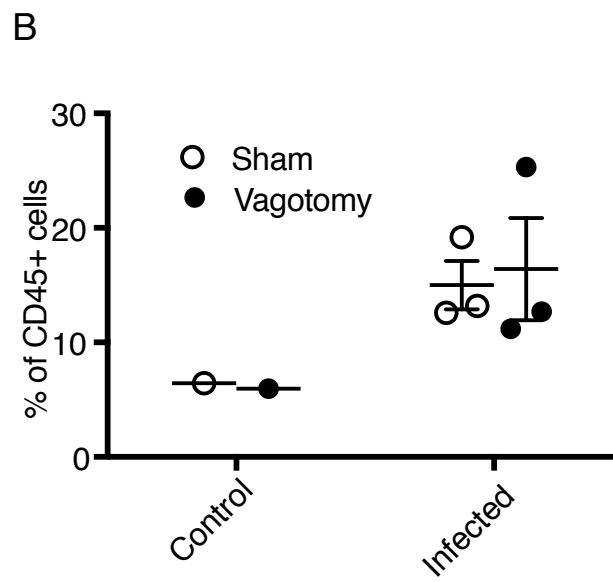 B
30
20
10
0
% of CD45+ cells
Sham
Vagotomy
Control
Infected